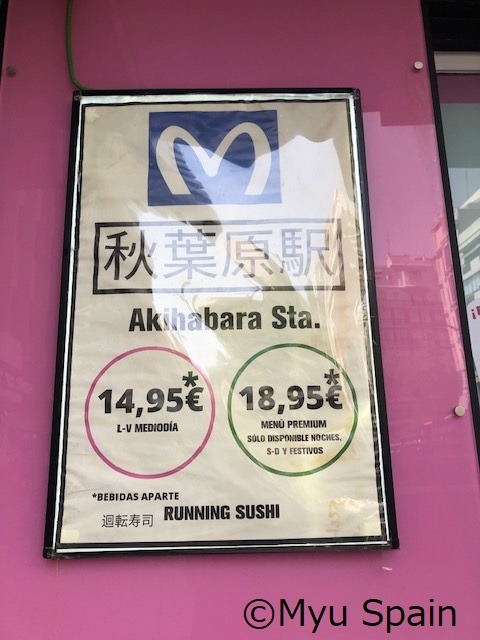 秋葉原駅
Akihabara Sta.
14,95€*
L-V MEDIODÍA
18,95€*
MENÚ PREMIUM
SÓLO DISPONIBLE NOCHES,
S-D Y FESTIVOS
*BEBIDAS APARTE
迴転寿司 RUNNING SUSHI
©Myu Spain